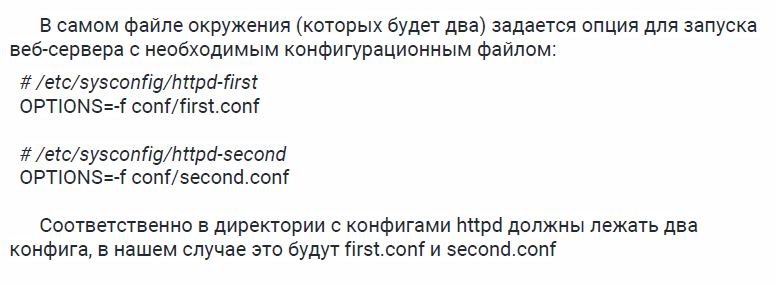 В самом файле окружения (которых будет два) задается опция для запуска
веб-сервера с необходимым конфигурационным файлом:
# /etc/sysconfig/httpd-first
OPTIONS=-f conf/first.conf
# /etc/sysconfig/httpd-second
OPTIONS=-f conf/second.conf
Соответственно в директории с конфигами httpd должны лежать два
конфига, в нашем случае это будут first.conf и second.conf